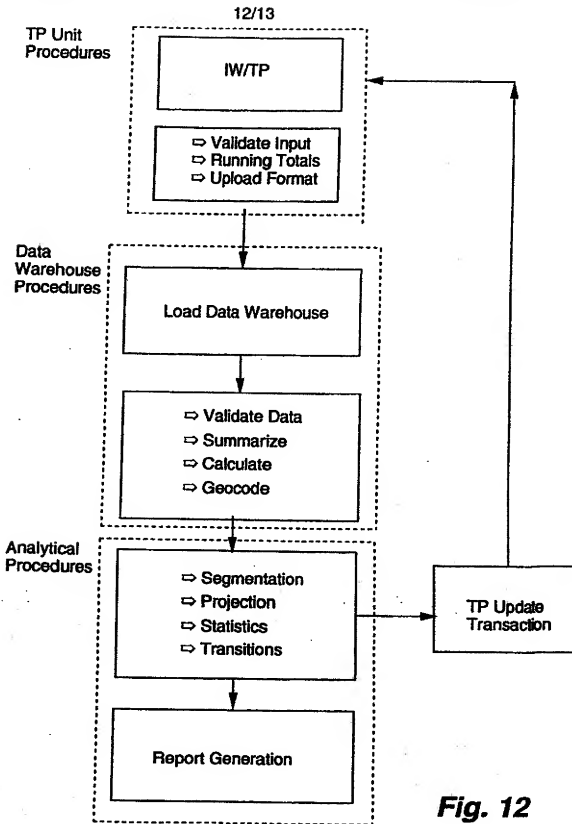 12/13
TP Unit
Procedures
IW/TP
⇨ Validate Input
⇨ Running Totals
⇨ Upload Format
Data
Warehouse
Procedures
Load Data Warehouse
⇨ Validate Data
⇨ Summarize
⇨ Calculate
⇨ Geocode
Analytical
Procedures
⇨ Segmentation
⇨ Projection
⇨ Statistics
⇨ Transitions
TP Update
Transaction
Report Generation
Fig. 12